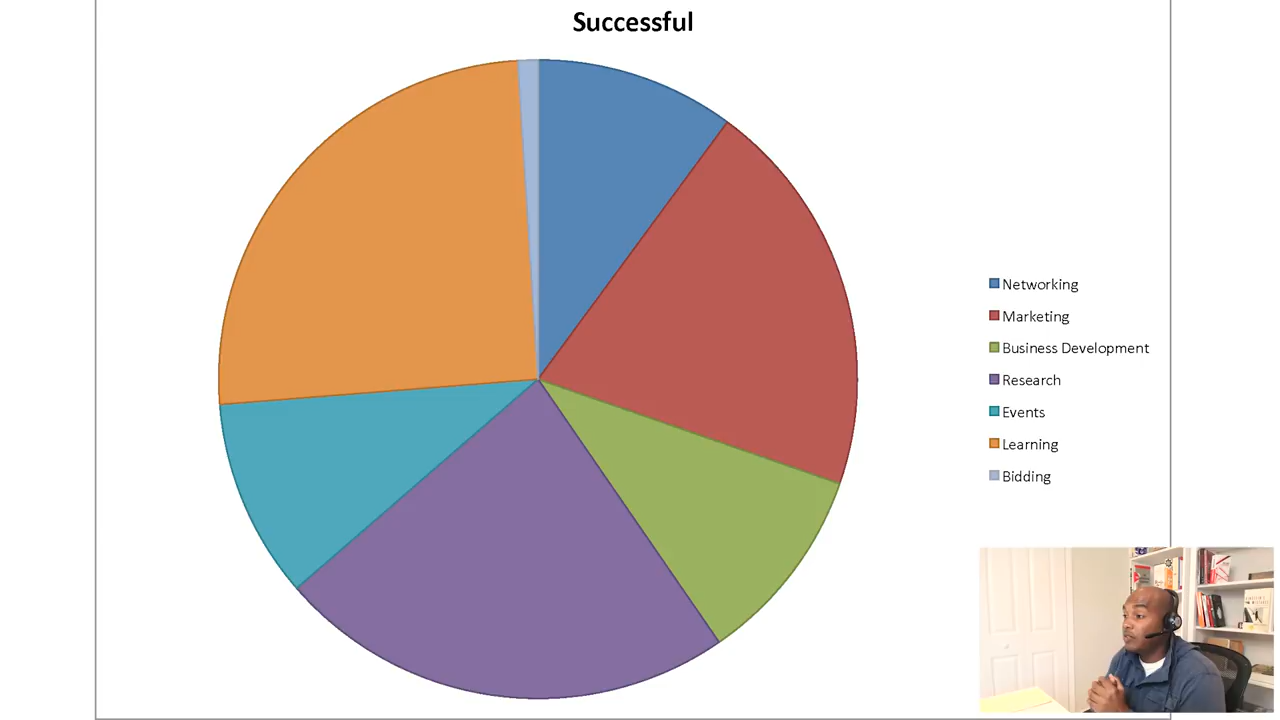 Successful
Networking
Marketing
Business Development
Research
Events
Learning
Bidding